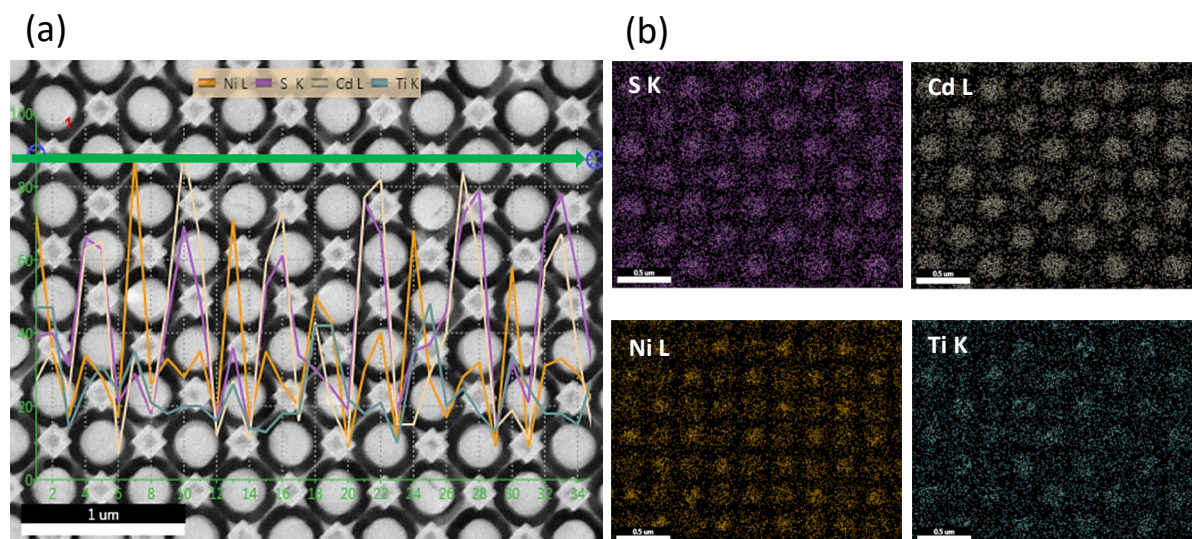 (a)
(b)
Ni L S K Cd L Ti K
100
1
80
60
40
20
0
2 4 6 8 10 12 14 16 18 20 22 24 26 28 30 32 34
1 um
S K
0.5 um
Cd L
0.5 um
Ni L
0.5 um
Ti K
0.5 um